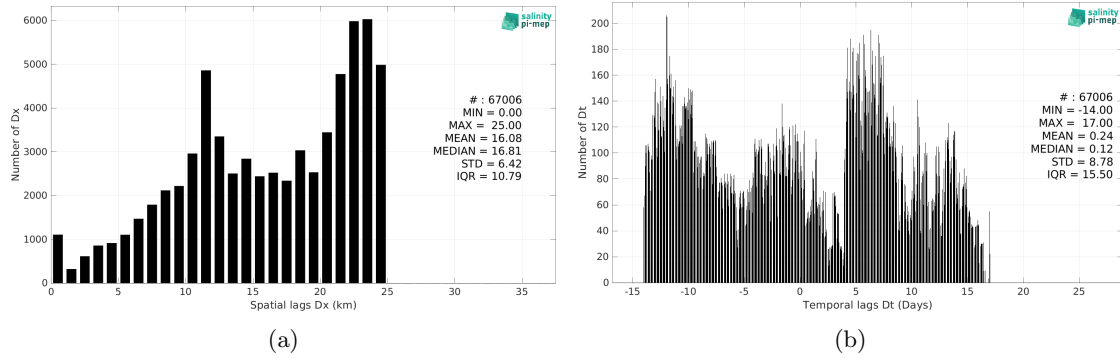 6000
5000
4000
3000
2000
1000
0
Number of Dx
0 5 10 15 20 25 30 35
Spatial lags Dx (km)
salinity
pi-mep
# : 67006
MIN = 0.00
MAX = 25.00
MEAN = 16.08
MEDIAN = 16.81
STD = 6.42
IQR = 10.79
(a)
200
180
160
140
120
100
80
60
40
20
0
Number of Dt
-15 -10 -5 0 5 10 15 20 25
Temporal lags Dt (Days)
salinity
pi-mep
# : 67006
MIN = -14.00
MAX = 17.00
MEAN = 0.24
MEDIAN = 0.12
STD = 8.78
IQR = 15.50
(b)